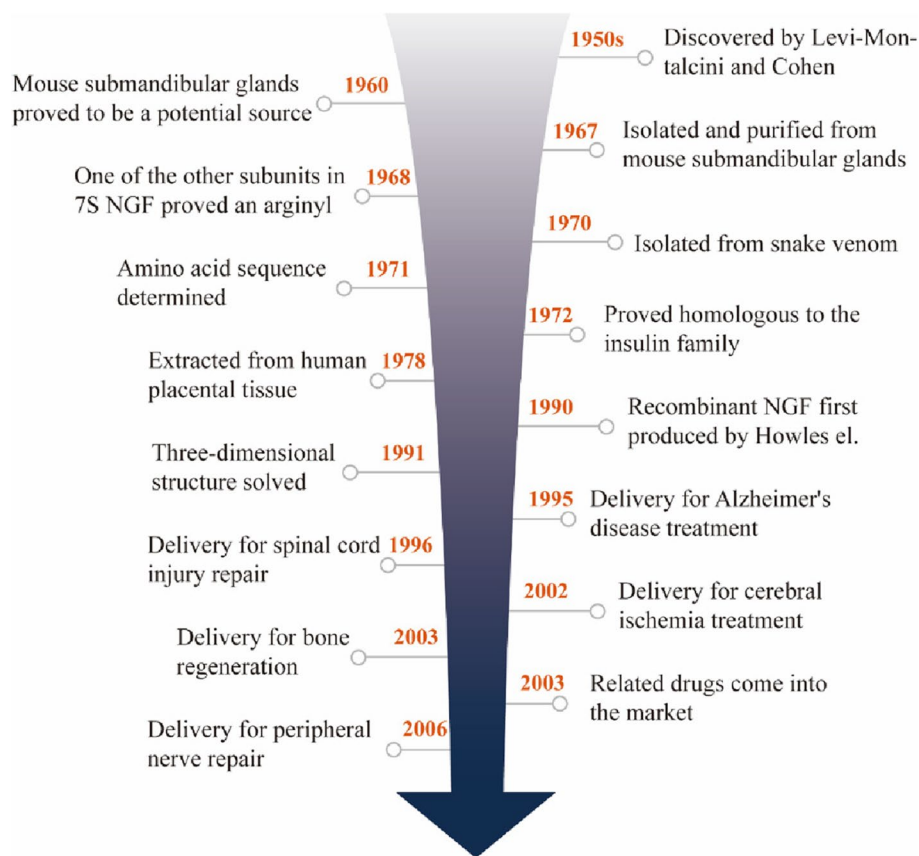 1950s
Discovered by Levi-Mon-
talcini and Cohen
Mouse submandibular glands
proved to be a potential source
1960
1967
Isolated and purified from
mouse submandibular glands
One of the other subunits in
7S NGF proved an arginyl
1968
1970
Isolated from snake venom
Amino acid sequence
determined
1971
1972
Proved homologous to the
insulin family
Extracted from human
placental tissue
1978
1990
Recombinant NGF first
produced by Howles el.
Three-dimensional
structure solved
1991
1995
Delivery for Alzheimer's
disease treatment
Delivery for spinal cord
injury repair
1996
2002
Delivery for cerebral
ischemia treatment
Delivery for bone
regeneration
2003
2003
Related drugs come into
the market
Delivery for peripheral
nerve repair
2006